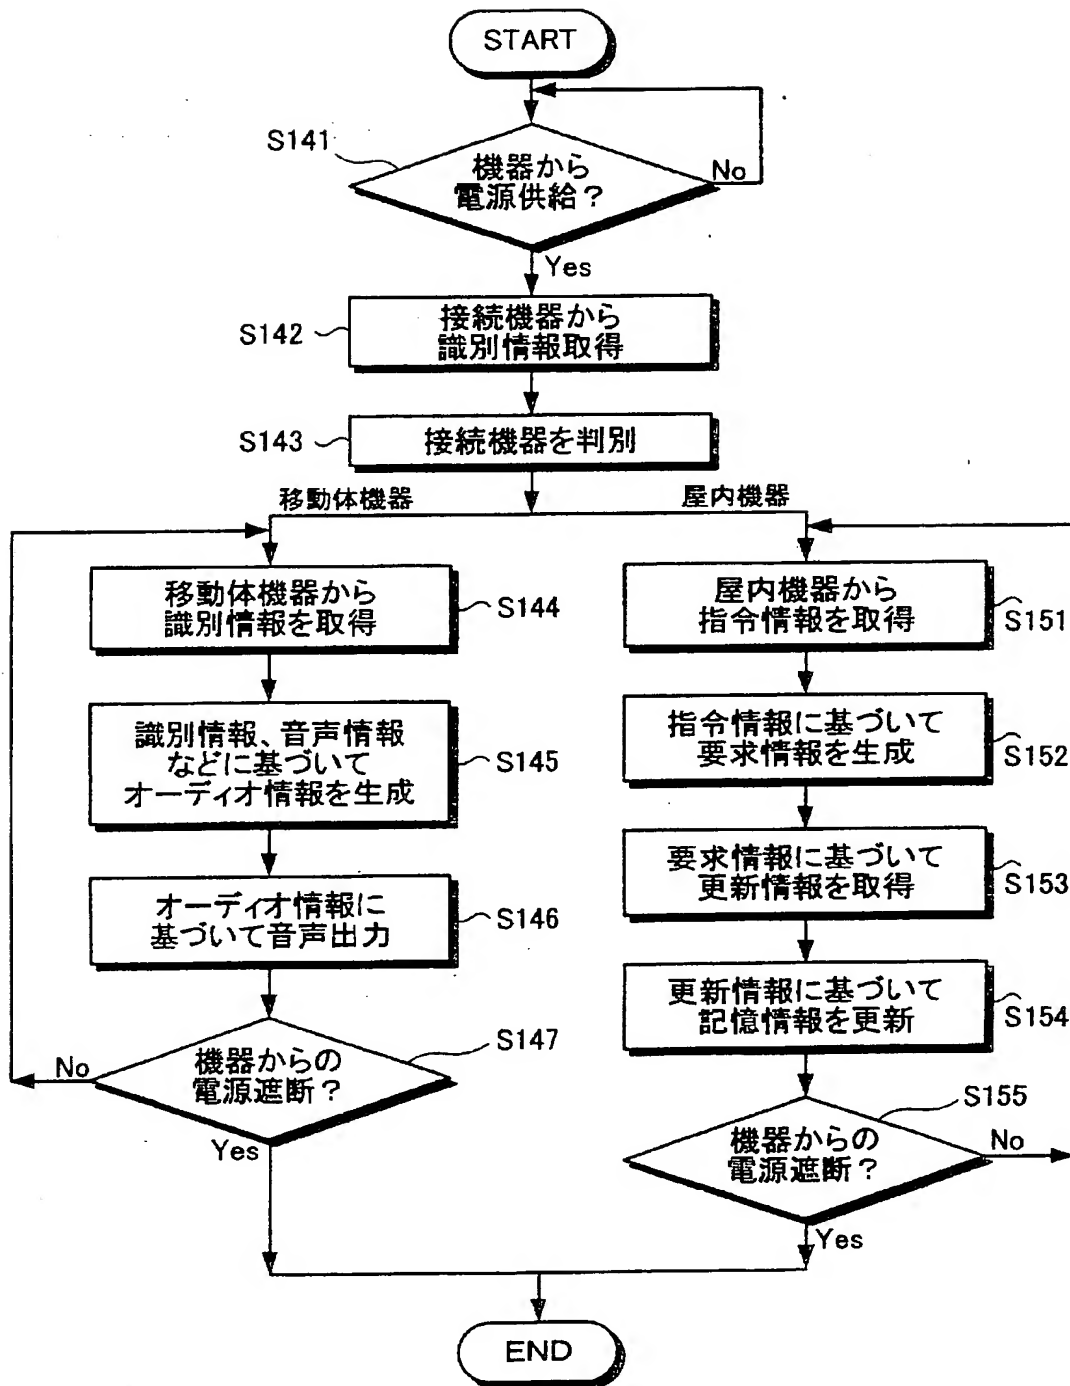 START
S141
機器から
電源供給？
No
Yes
S142
接続機器から
識別情報取得
S143
接続機器を判別
移動体機器
屋内機器
移動体機器から
識別情報を取得
S144
識別情報、音声情報
などに基づいて
オーディオ情報を生成
S145
オーディオ情報に
基づいて音声出力
S146
機器からの
電源遮断？
S147
No
Yes
屋内機器から
指令情報を取得
S151
指令情報に基づいて
要求情報を生成
S152
要求情報に基づいて
更新情報を取得
S153
更新情報に基づいて
記憶情報を更新
S154
S155
機器からの
電源遮断？
No
Yes
END